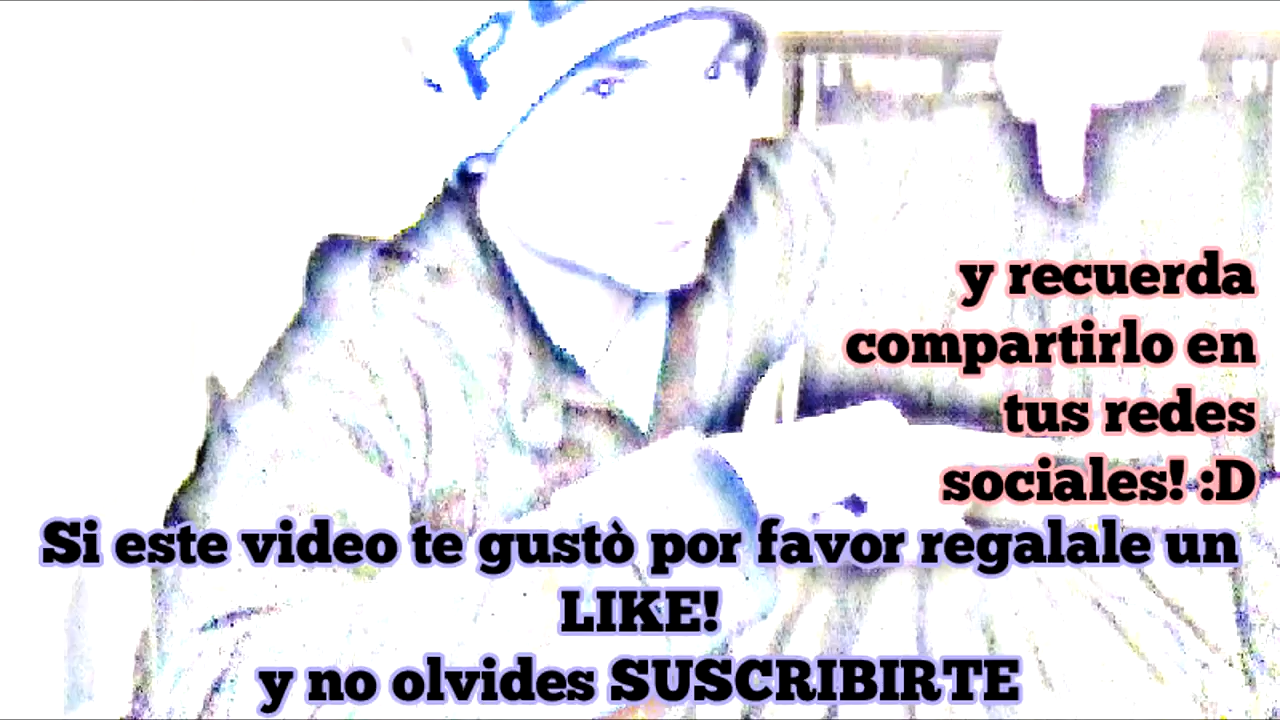 y recuerda
compartirlo en
tus redes
sociales! :D
Si este video te gustò por favor regalale un
LIKE!
y no olvides SUSCRIBIRTE